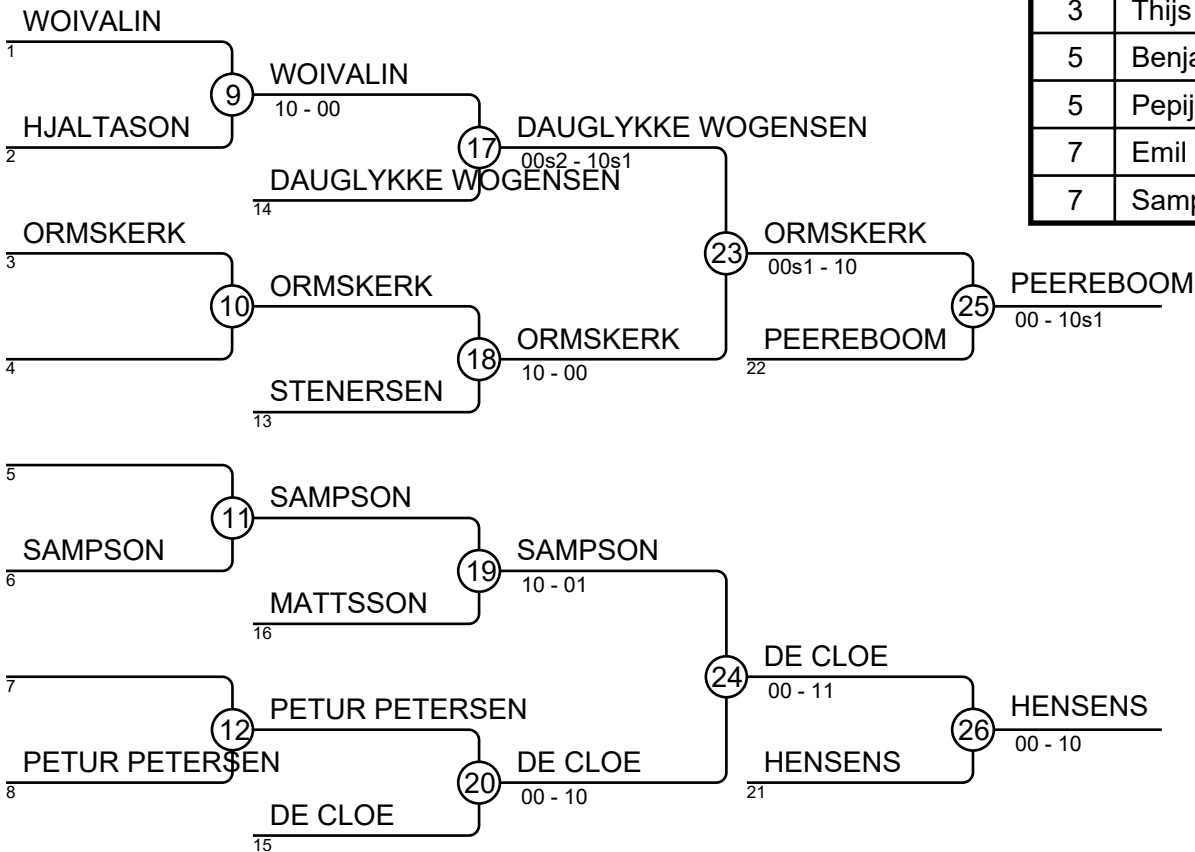 WOIVALIN
1
9
WOIVALIN
10 - 00
HJALTASON
2
17
DAUGLYKKE WOGENSEN
00s2 - 10s1
DAUGLYKKE WOGENSEN
14
ORMSKERK
3
23
ORMSKERK
00s1 - 10
10
ORMSKERK
4
18
ORMSKERK
10 - 00
STENERSEN
13
25
PEEREBOOM
00 - 10s1
PEEREBOOM
22
5
11
SAMPSON
SAMPSON
6
19
SAMPSON
10 - 01
MATTSSON
16
24
DE CLOE
00 - 11
7
12
PETUR PETERSEN
PETUR PETERSEN
8
20
DE CLOE
00 - 10
DE CLOE
15
26
HENSENS
00 - 10
HENSENS
21
3 Thijs
5
5
7 Emil
7